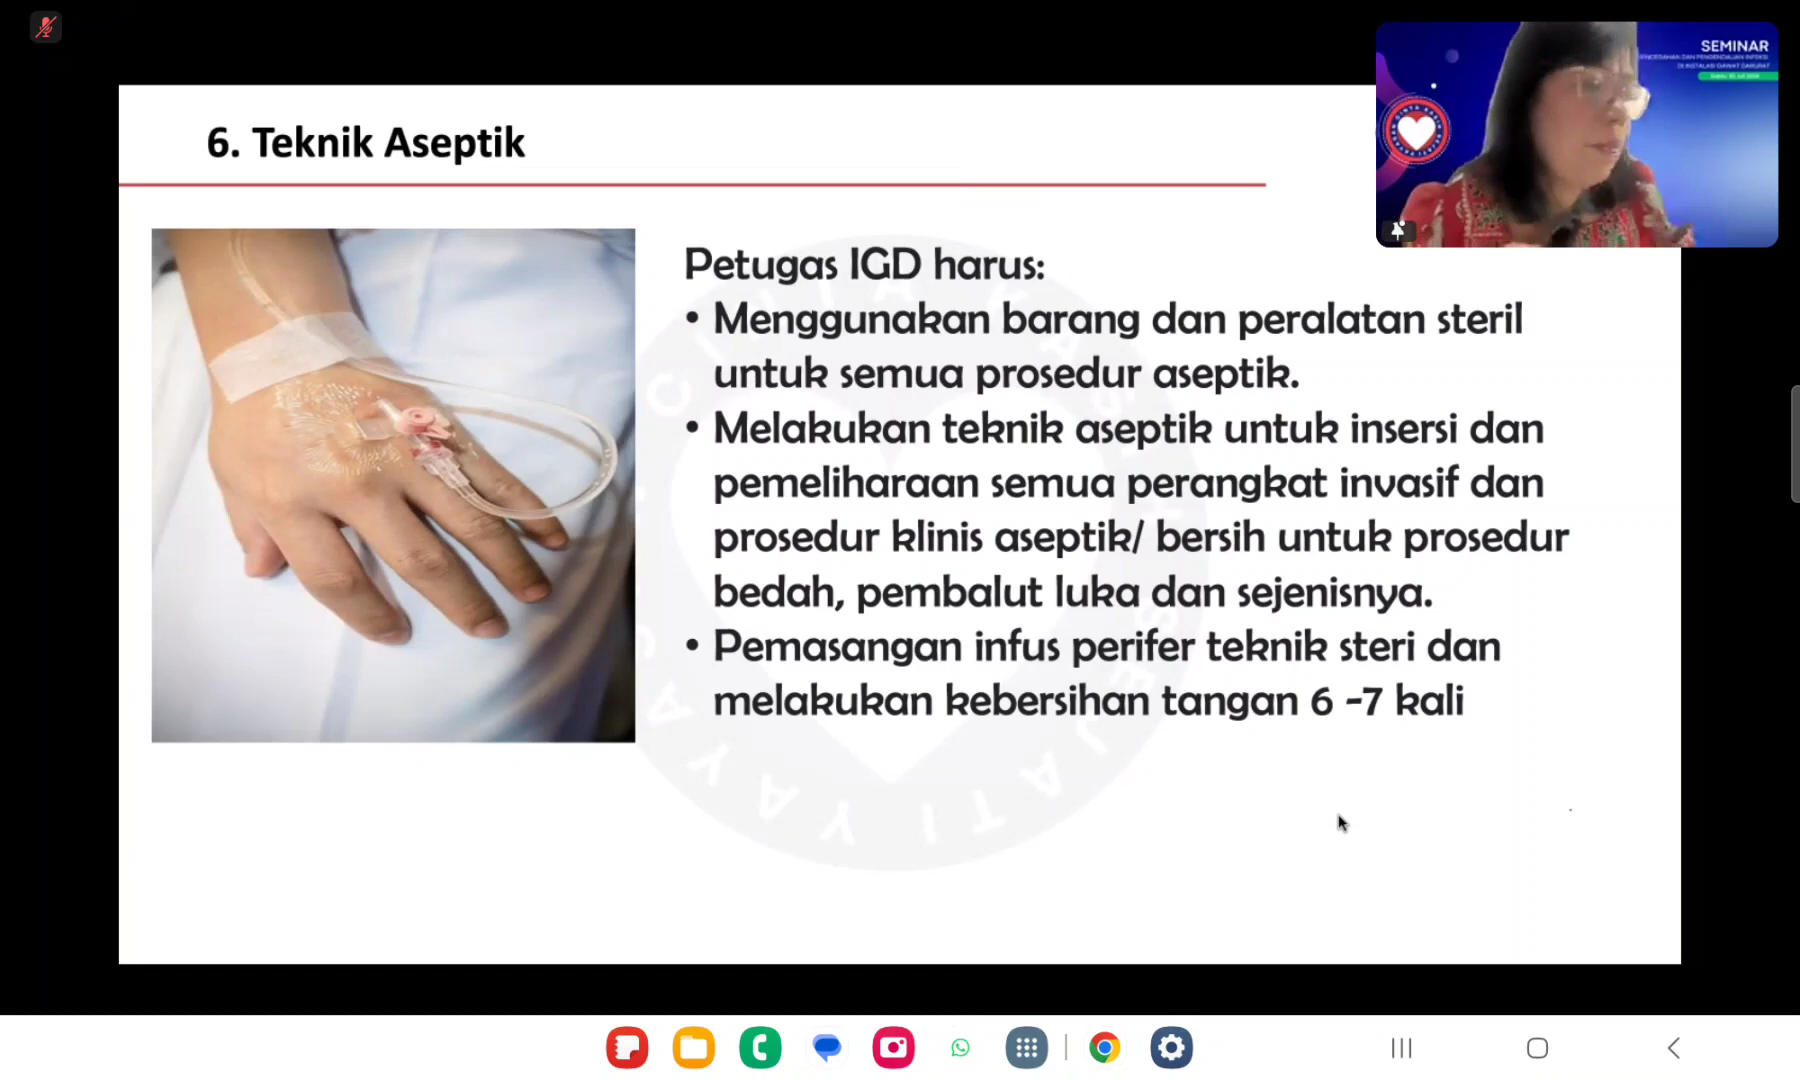 SEMINAR
6. Teknik Aseptik
Petugas IGD harus:
• Menggunakan barang dan peralatan steril
untuk semua prosedur aseptik.
• Melakukan teknik aseptik untuk insersi dan
pemeliharaan semua perangkat invasif dan
prosedur klinis aseptik/ bersih untuk prosedur
bedah, pembalut luka dan sejenisnya.
• Pemasangan infus perifer teknik steri dan
melakukan kebersihan tangan 6 -7 kali